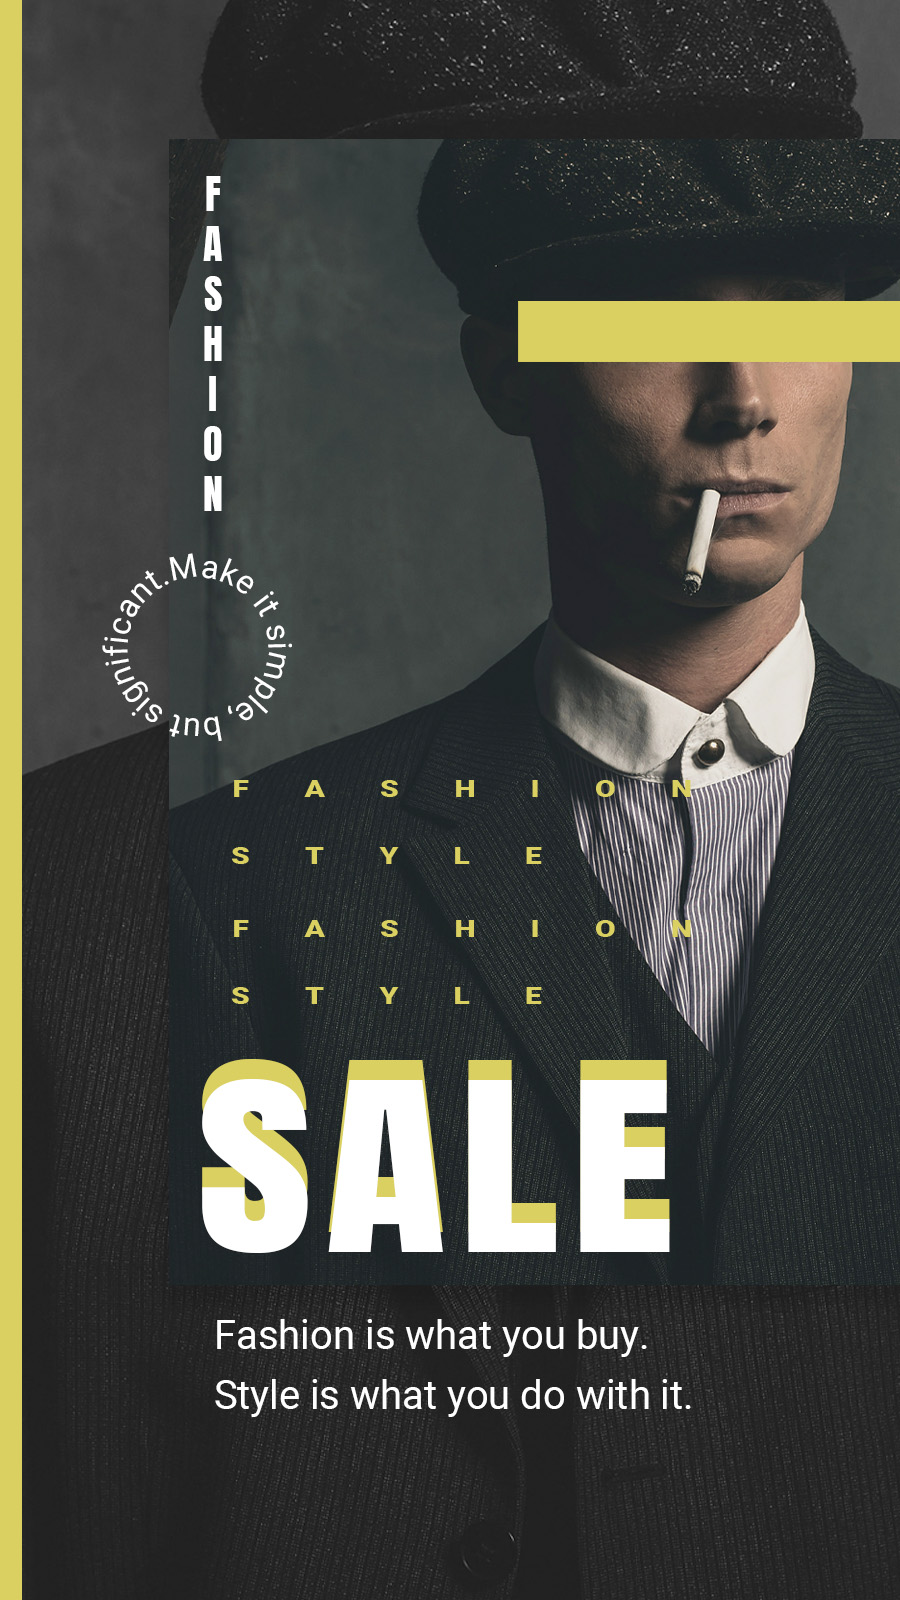 FASHION
Make it simple, but significant.
FASHION
STYLE
FASHION
STYLE
SALE
Fashion is what you buy.
Style is what you do with it.